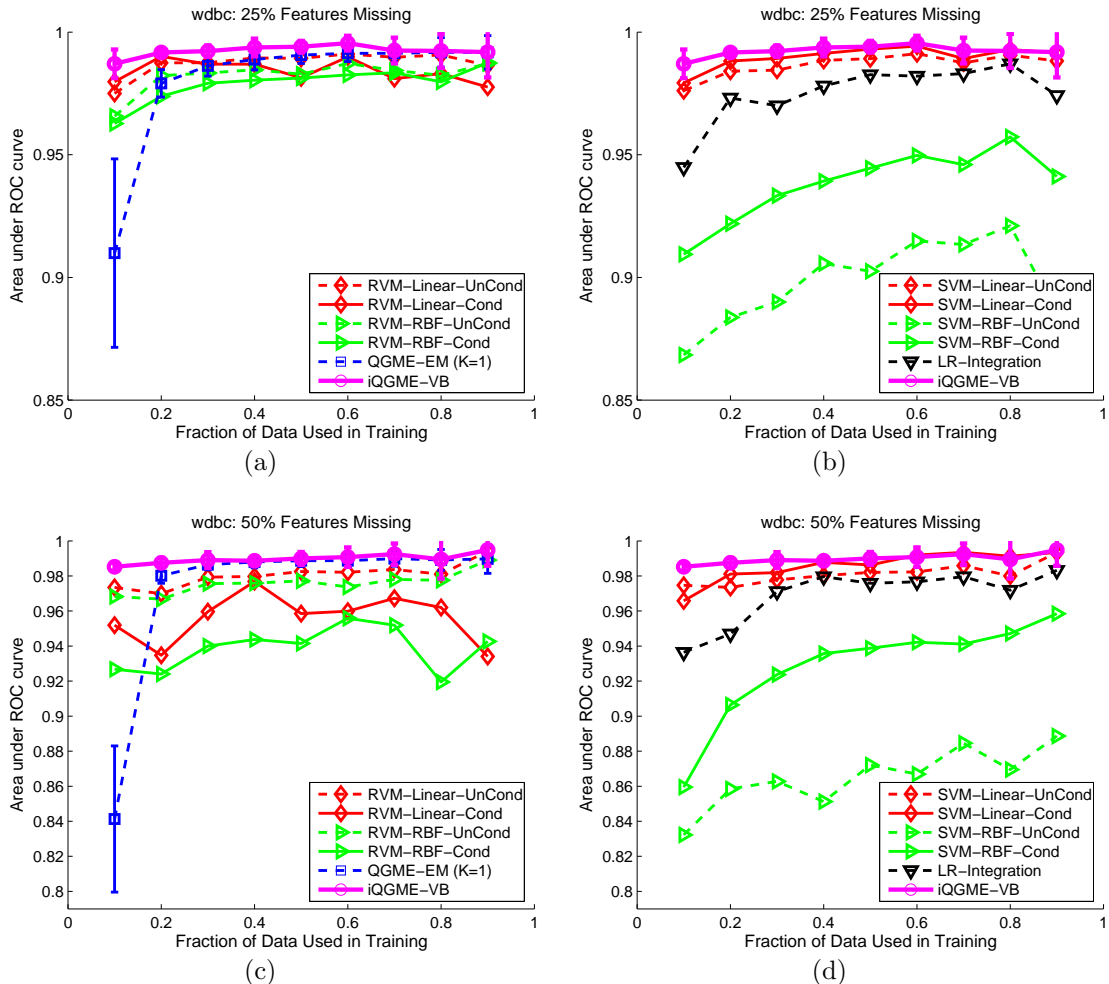 wdbc: 25% Features Missing
1
0.95
0.9
0.85
Area under ROC curve
0 0.2 0.4 0.6 0.8 1
Fraction of Data Used in Training
RVM−Linear−UnCond
RVM−Linear−Cond
RVM−RBF−UnCond
RVM−RBF−Cond
QGME−EM (K=1)
iQGME−VB
(a)
wdbc: 25% Features Missing
1
0.95
0.9
0.85
Area under ROC curve
0 0.2 0.4 0.6 0.8 1
Fraction of Data Used in Training
SVM−Linear−UnCond
SVM−Linear−Cond
SVM−RBF−UnCond
SVM−RBF−Cond
LR−Integration
iQGME−VB
(b)
wdbc: 50% Features Missing
1
0.98
0.96
0.94
0.92
0.9
0.88
0.86
0.84
0.82
0.8
Area under ROC curve
0 0.2 0.4 0.6 0.8 1
Fraction of Data Used in Training
RVM−Linear−UnCond
RVM−Linear−Cond
RVM−RBF−UnCond
RVM−RBF−Cond
QGME−EM (K=1)
iQGME−VB
(c)
wdbc: 50% Features Missing
1
0.98
0.96
0.94
0.92
0.9
0.88
0.86
0.84
0.82
0.8
Area under ROC curve
0 0.2 0.4 0.6 0.8 1
Fraction of Data Used in Training
SVM−Linear−UnCond
SVM−Linear−Cond
SVM−RBF−UnCond
SVM−RBF−Cond
LR−Integration
iQGME−VB
(d)